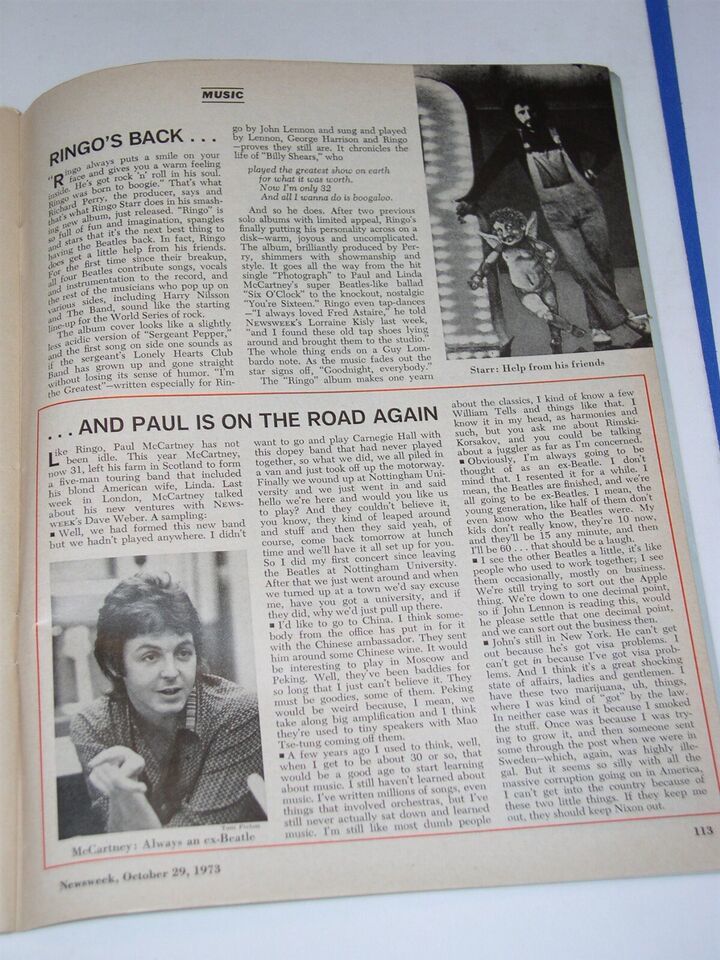 MUSIC
RINGO'S BACK . . .
"Ringo always puts a smile on your
face and gives you a warm feeling
inside. He's got rock 'n' roll in his soul.
Ringo was born to boogie." That's what
Richard Perry, the producer, says and
that's what Ringo Starr does in his smash-
ing new album, just released. "Ringo" is
so full of fun and imagination, spangles
and stars that it's the next best thing to
having the Beatles back. In fact, Ringo
does get a little help from his friends.
For the first time since their breakup,
all four Beatles contribute songs, vocals
and instrumentation to the record, and
the rest of the musicians who pop up on
various sides, including Harry Nilsson
and The Band, sound like the starting
line-up for the World Series of rock.
The album cover looks like a slightly
less acidic version of "Sergeant Pepper,"
and the first song on side one sounds as
if the sergeant's Lonely Hearts Club
Band has grown up and gone straight
without losing its sense of humor. "I'm
the Greatest"—written especially for Rin-
go by John Lennon and sung and played
by Lennon, George Harrison and Ringo
—proves they still are. It chronicles the
life of "Billy Shears," who
played the greatest show on earth
for what it was worth.
Now I'm only 32
And all I wanna do is boogaloo.
And so he does. After two previous
solo albums with limited appeal, Ringo's
finally putting his personality across on a
disk—warm, joyous and uncomplicated.
The album, brilliantly produced by Per-
ry, shimmers with showmanship and
style. It goes all the way from the hit
single "Photograph" to Paul and Linda
McCartney's super Beatles-like ballad
"Six O'Clock" to the knockout, nostalgic
"You're Sixteen." Ringo even tap-dances
—"I always loved Fred Astaire," he told
NEWSWEEK's Lorraine Kisly last week,
"and I found these old tap shoes lying
around and brought them to the studio."
The whole thing ends on a Guy Lom-
bardo note. As the music fades out the
star signs off, "Goodnight, everybody."
The "Ringo" album makes one yearn
Starr: Help from his friends
. . . AND PAUL IS ON THE ROAD AGAIN
Like Ringo, Paul McCartney has not
been idle. This year McCartney,
now 31, left his farm in Scotland to form
a five-man touring band that included
his blond American wife, Linda. Last
week in London, McCartney talked
about his new ventures with NEWS-
WEEK's Dave Weber. A sampling:
■ Well, we had formed this new band
but we hadn't played anywhere. I didn't
McCartney: Always an ex-Beatle
want to go and play Carnegie Hall with
this dopey band that had never played
together, so what we did, we all piled in
a van and just took off up the motorway.
Finally we wound up at Nottingham Uni-
versity and we just went in and said
hello we're here and would you like us
to play? And they couldn't believe it,
you know, they kind of leaped around
and stuff and then they said yeah, of
course, come back tomorrow at lunch
time and we'll have it all set up for you.
So I did my first concert since leaving
the Beatles at Nottingham University.
After that we just went around and when
we turned up at a town we'd say excuse
me, have you got a university, and if
they did, why we'd just pull up there.
■ I'd like to go to China. I think some-
body from the office has put in for it
with the Chinese ambassador. They sent
him around some Chinese wine. It would
be interesting to play in Moscow and
Peking. Well, they've been baddies for
so long that I just can't believe it. They
must be goodies, some of them. Peking
would be weird because, I mean, we
take along big amplification and I think
they're used to tiny speakers with Mao
Tse-tung coming off them.
■ A few years ago I used to think, well,
when I get to be about 30 or so, that
would be a good age to start learning
about music. I still haven't learned about
music. I've written millions of songs, even
things that involved orchestras, but I've
still never actually sat down and learned
music. I'm still like most dumb people
about the classics, I kind of know a few
William Tells and things like that. I
know it in my head, as harmonies and
such, but you ask me about Rimski-
Korsakov, and you could be talking
about a juggler as far as I'm concerned.
■ Obviously, I'm always going to be
thought of as an ex-Beatle. I don't
mind that. I resented it for a while. I
mean, the Beatles are finished, and we're
all going to be ex-Beatles. I mean, the
young generation, like half of them don't
even know who the Beatles were. My
kids don't really know, they're 10 now,
and they'll be 15 any minute, and then
I'll be 60 . . . that should be a laugh.
■ I see the other Beatles a little, it's like
people who used to work together; I see
them occasionally, mostly on business.
We're still trying to sort out the Apple
thing. We're down to one decimal point,
so if John Lennon is reading this, would
he please settle that one decimal point,
and we can sort out the business then.
■ John's still in New York. He can't get
out because he's got visa problems. I
can't get in because I've got visa prob-
lems. And I think it's a great shocking
state of affairs, ladies and gentlemen. I
have these two marijuana, uh, things,
where I was kind of "got" by the law.
In neither case was it because I smoked
the stuff. Once was because I was try-
ing to grow it, and then someone sent
some through the post when we were in
Sweden—which, again, was highly ille-
gal. But it seems so silly with all the
massive corruption going on in America,
I can't get into the country because of
these two little things. If they keep me
out, they should keep Nixon out.
Newsweek, October 29, 1973
113